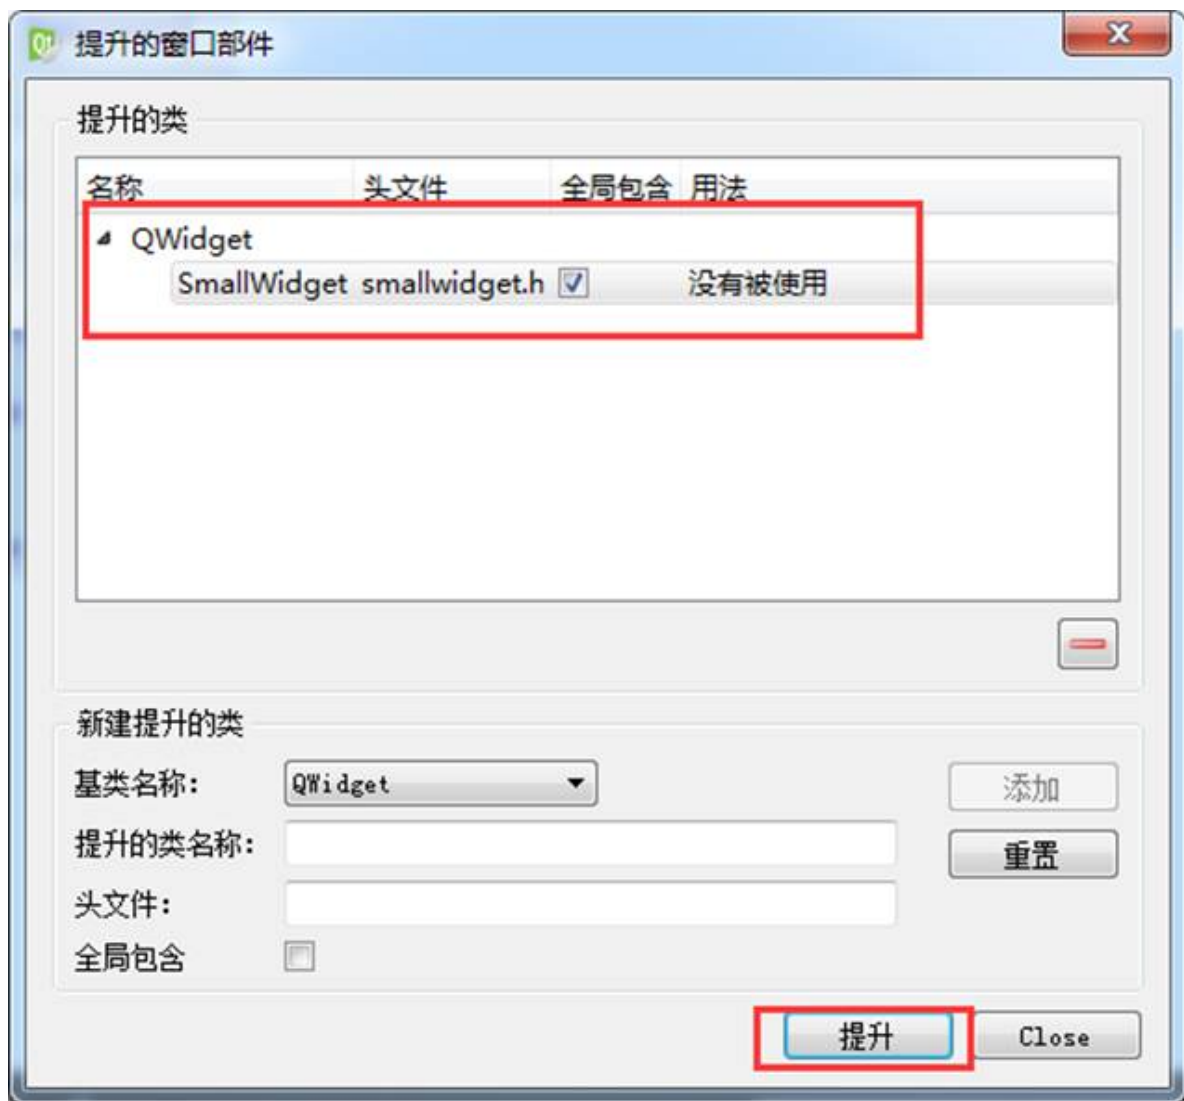 提升的窗口部件
提升的类
名称 头文件 全局包含 用法
QWidget
SmallWidget smallwidget.h 没有被使用
新建提升的类
基类名称: QWidget 添加
提升的类名称: 重置
头文件:
全局包含
提升 Close